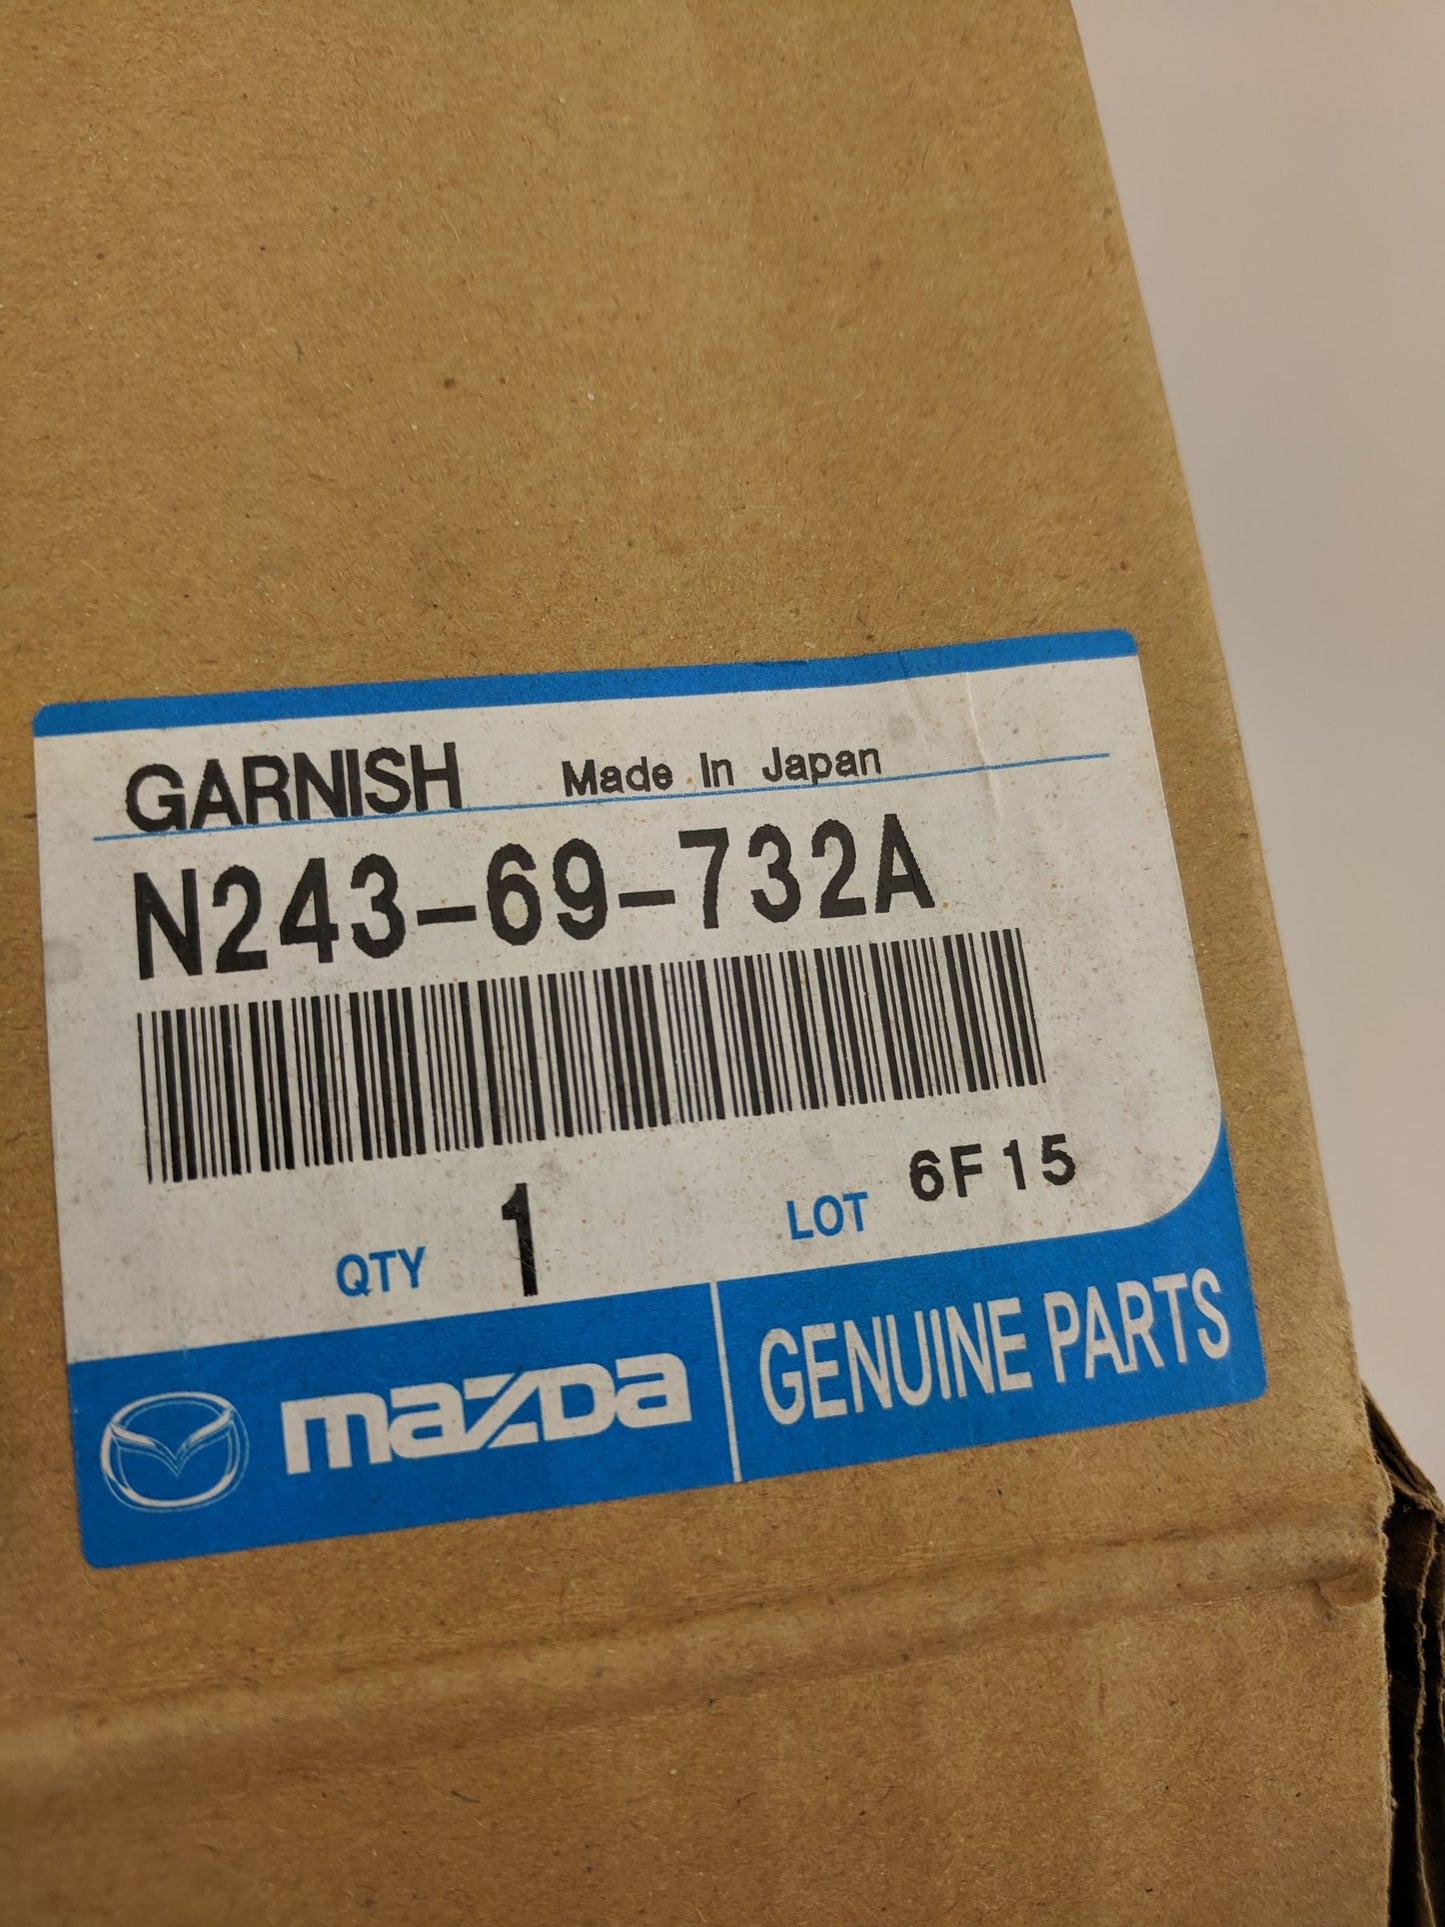 GARNISH Made In Japan
N243-69-732A
QTY 1 LOT 6F15
mazda GENUINE PARTS